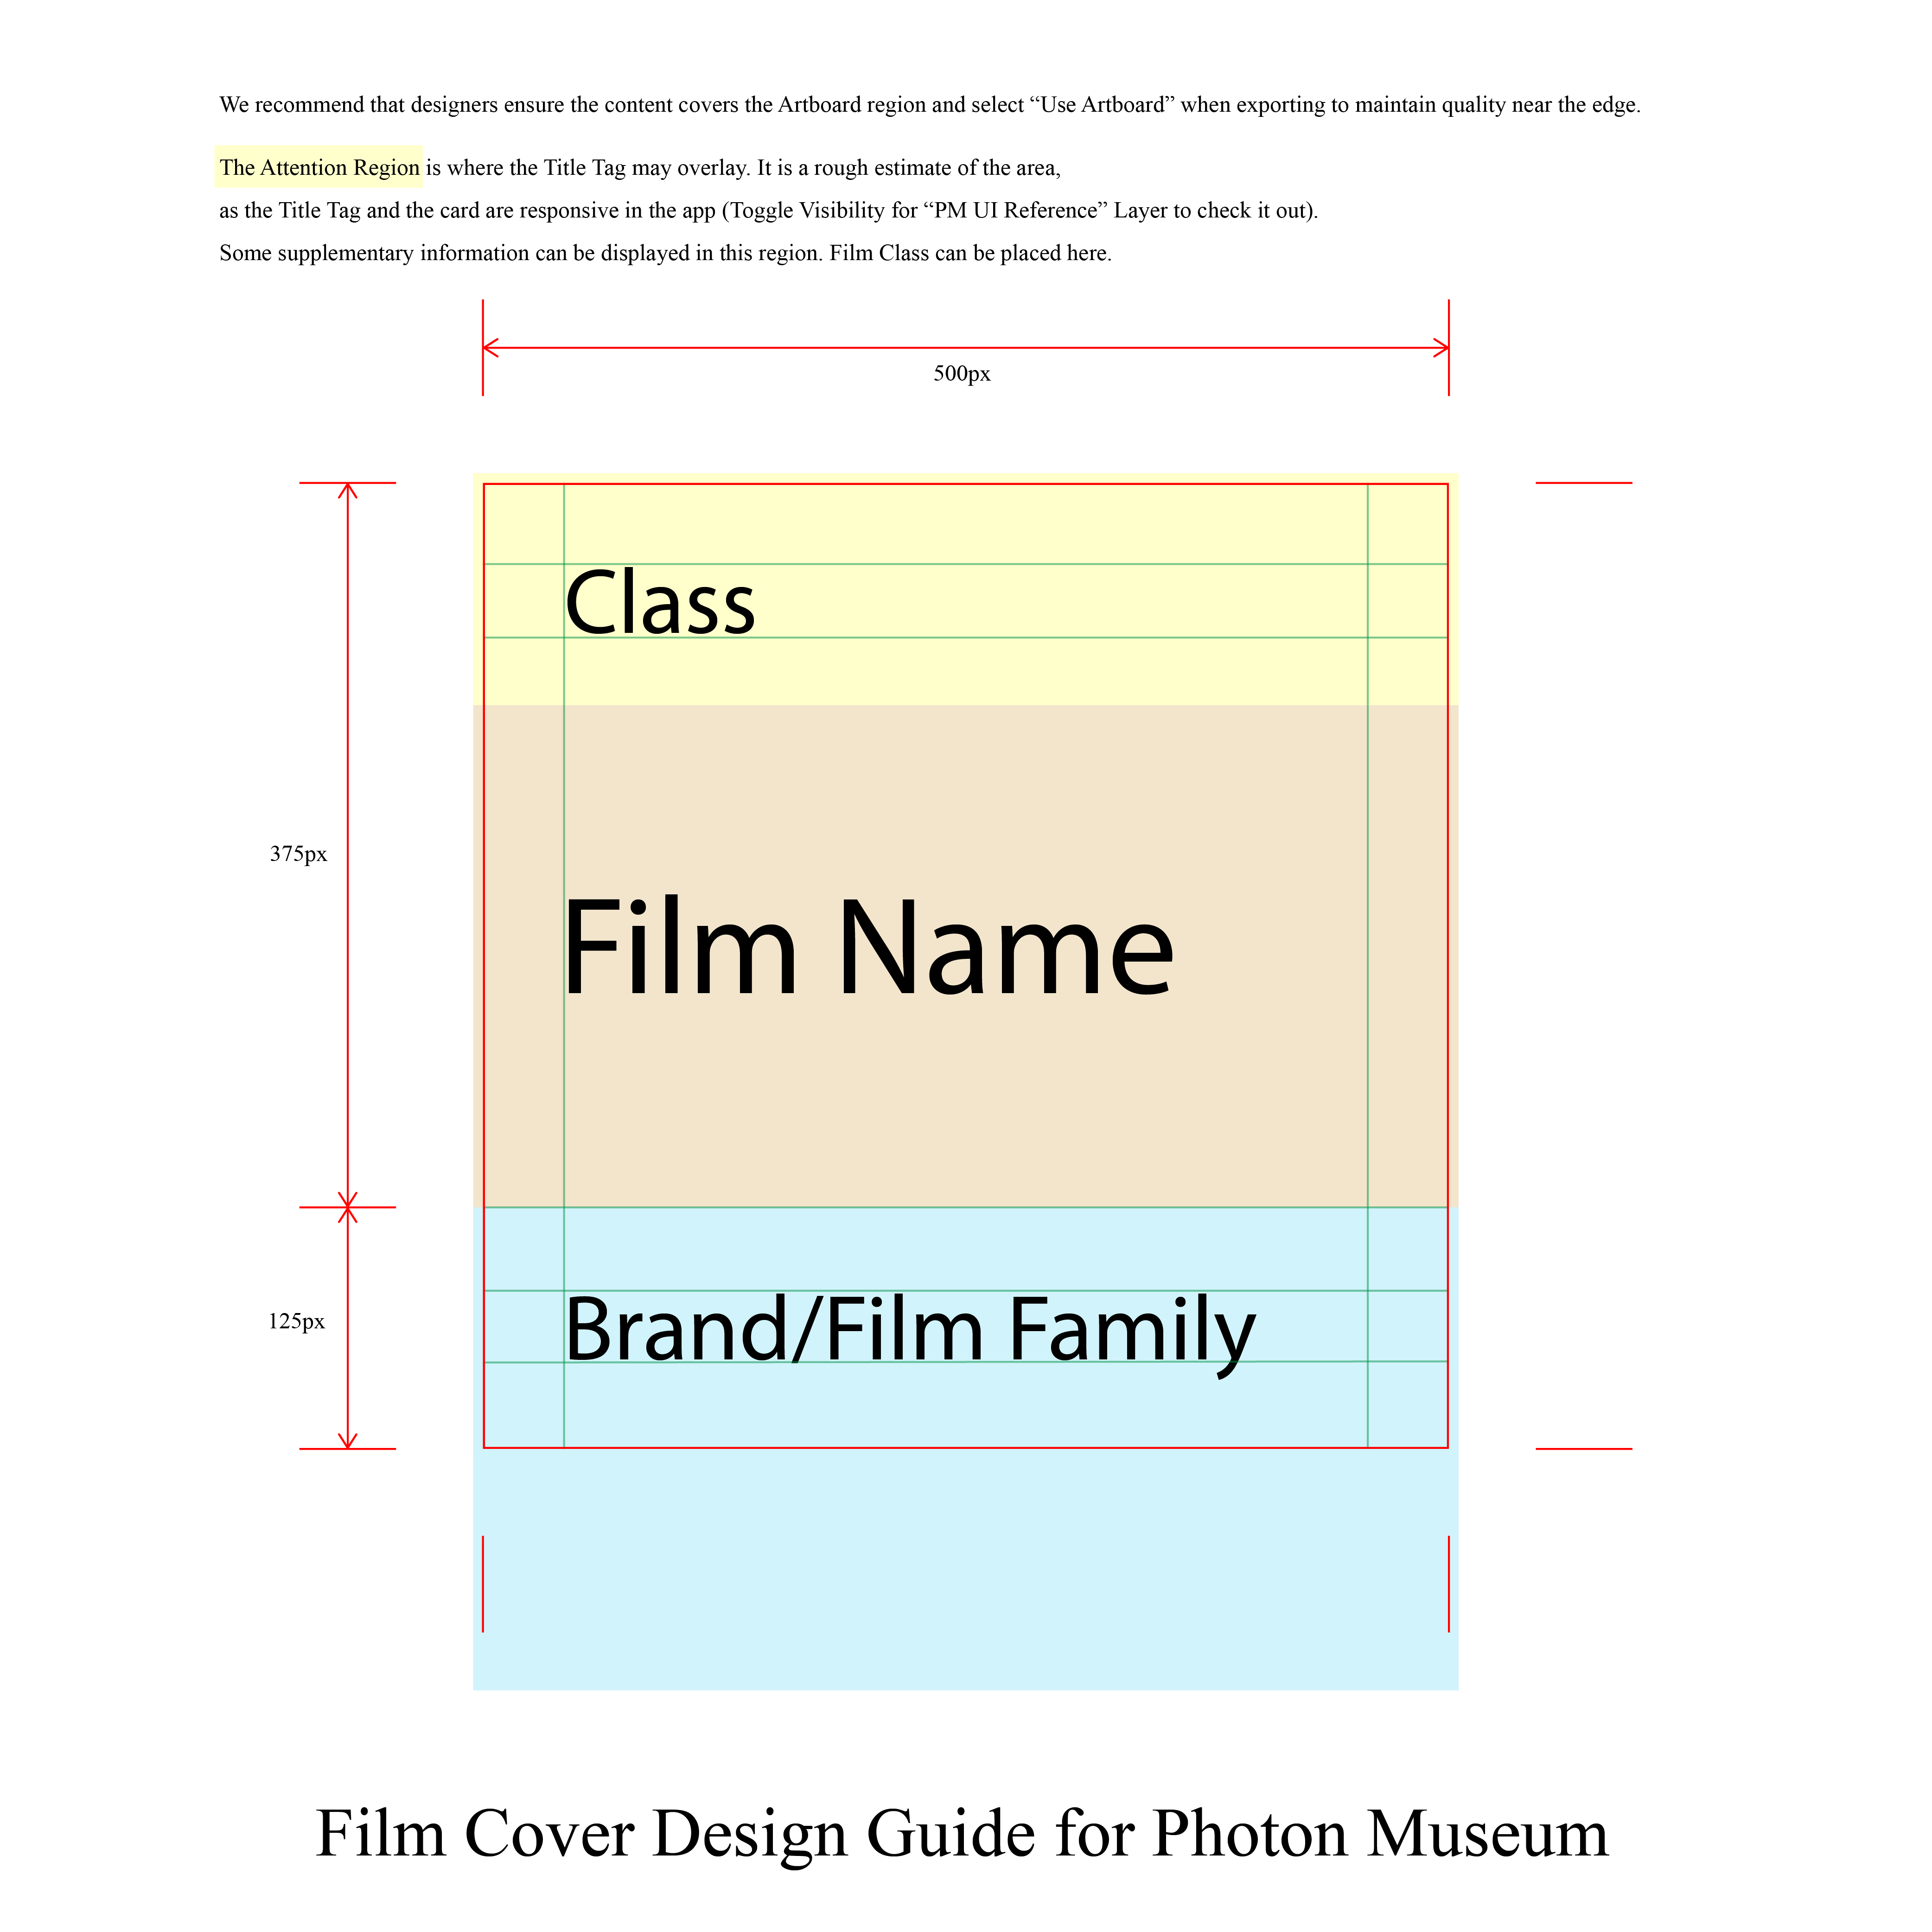 We recommend that designers ensure the content covers the Artboard region and select “Use Artboard” when exporting to maintain quality near the edge.
The Attention Region is where the Title Tag may overlay. It is a rough estimate of the area,
as the Title Tag and the card are responsive in the app (Toggle Visibility for “PM UI Reference” Layer to check it out).
Some supplementary information can be displayed in this region. Film Class can be placed here.
500px
Class
375px
Film Name
125px
Brand/Film Family
Film Cover Design Guide for Photon Museum